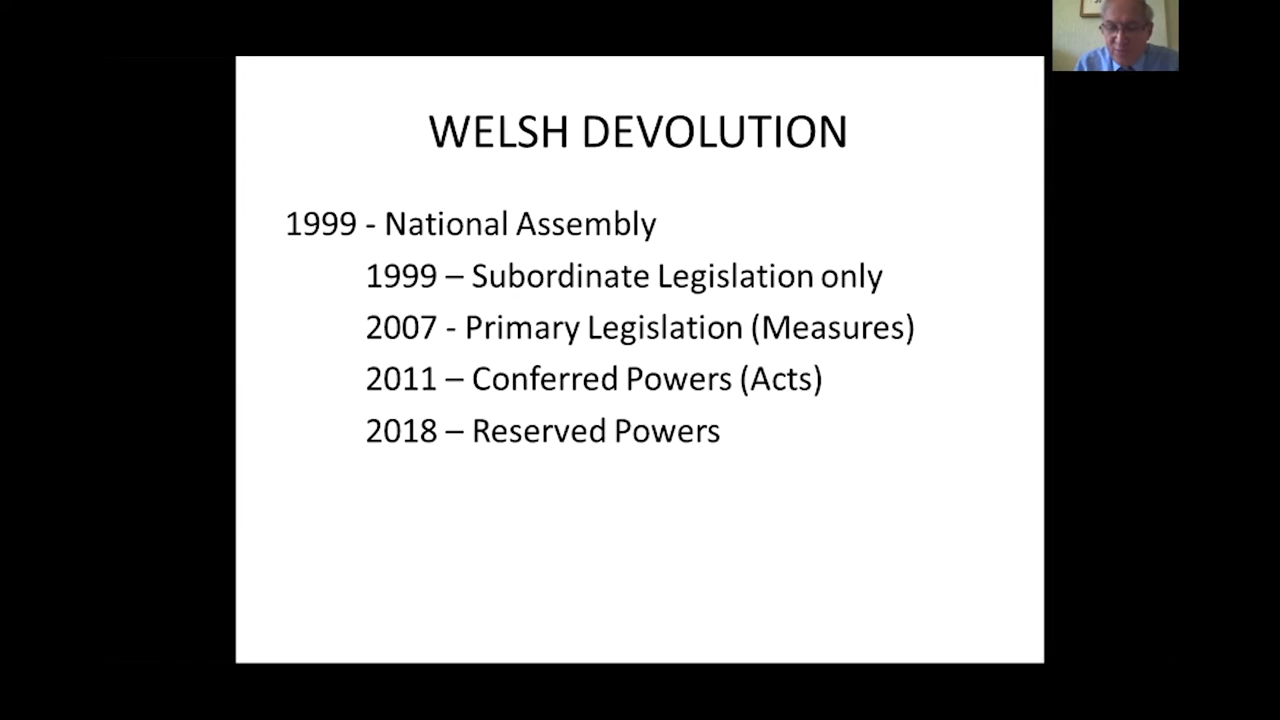 WELSH DEVOLUTION
1999 - National Assembly
1999 – Subordinate Legislation only
2007 - Primary Legislation (Measures)
2011 – Conferred Powers (Acts)
2018 – Reserved Powers